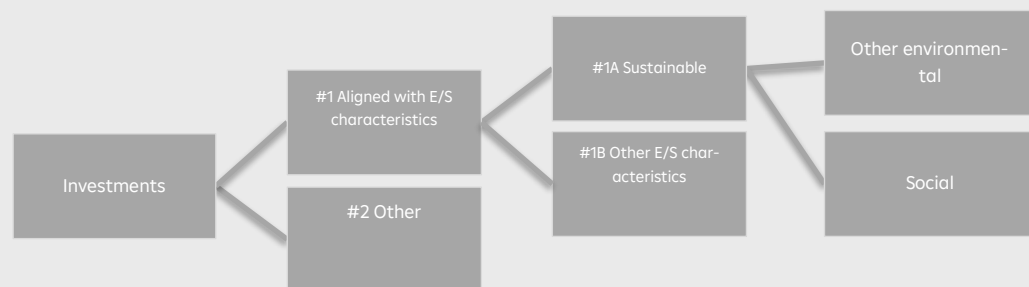 Investments
#1 Aligned with E/S
characteristics
#2 Other
#1A Sustainable
#1B Other E/S char-
acteristics
Other environmen-
tal
Social